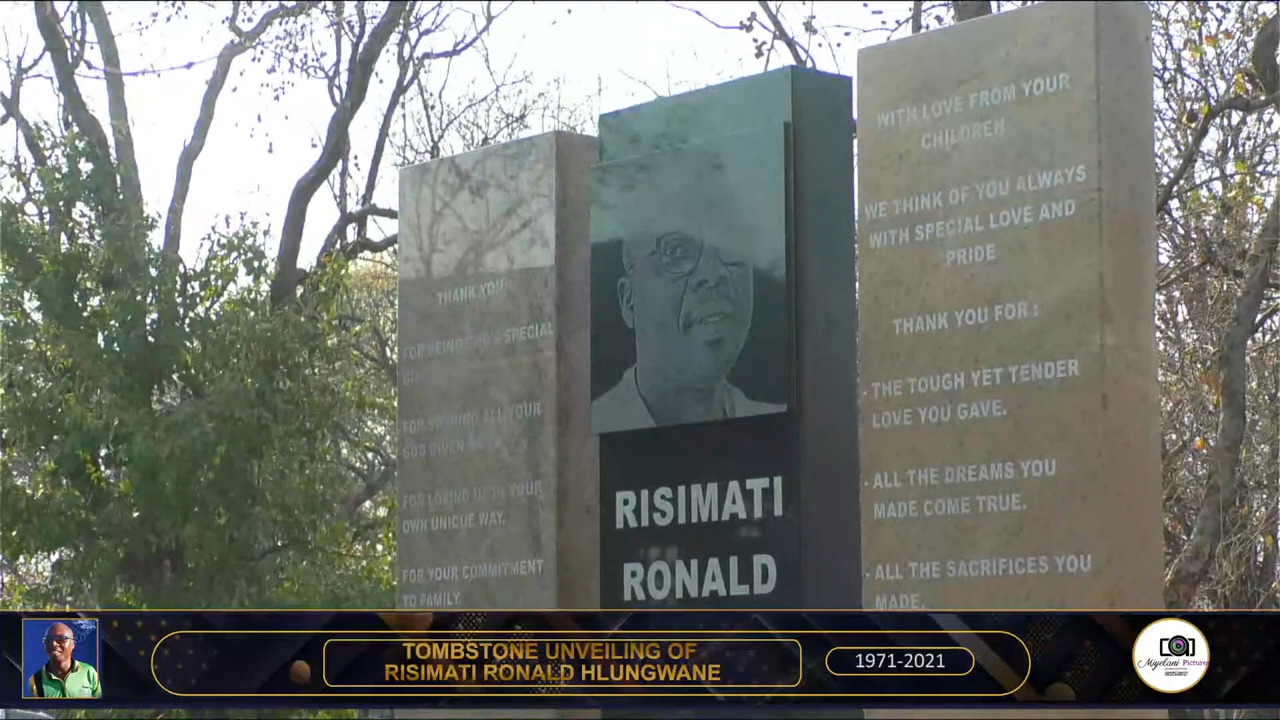 THANK YOU
FOR BEING GOD'S SPECIAL
FOR SHARING ALL YOUR
GOD GIVEN
FOR LOVING US IN YOUR
OWN UNIQUE WAY.
FOR YOUR COMMITMENT
TO FAMILY.
RISIMATI
RONALD
WITH LOVE FROM YOUR
CHILDREN
WE THINK OF YOU ALWAYS
WITH SPECIAL LOVE AND
PRIDE
THANK YOU FOR :
- THE TOUGH YET TENDER
LOVE YOU GAVE.
- ALL THE DREAMS YOU
MADE COME TRUE.
- ALL THE SACRIFICES YOU
MADE.
TOMBSTONE UNVEILING OF
RISIMATI RONALD HLUNGWANE
1971-2021
Miyelani Pictures